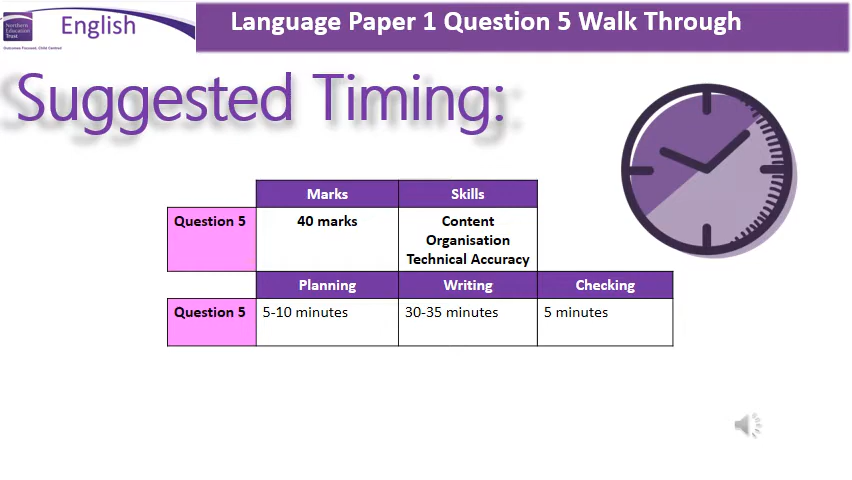 Northern
Education
Trust
English
Outcomes Focused, Child Centred
Language Paper 1 Question 5 Walk Through
Suggested Timing:
Marks Skills
Question 5 40 marks Content
Organisation
Technical Accuracy
Planning Writing Checking
Question 5 5-10 minutes 30-35 minutes 5 minutes